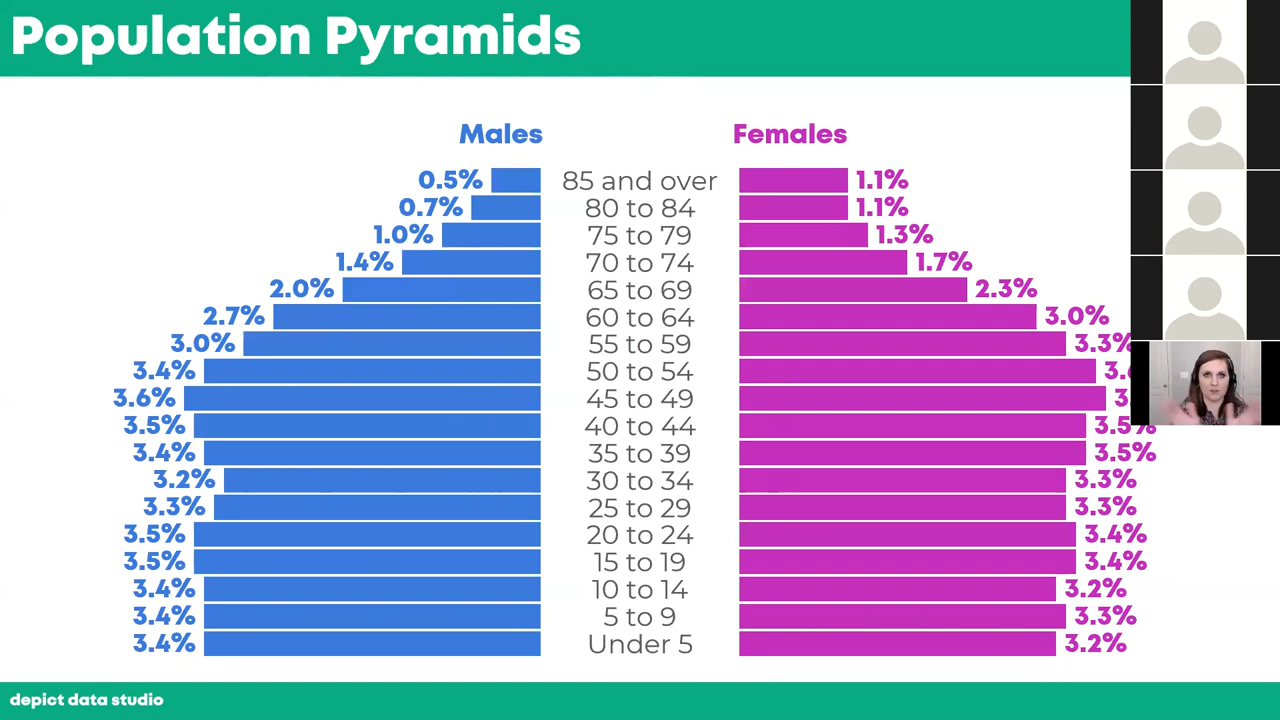 Population Pyramids
Males Females
0.5% 85 and over 1.1%
0.7% 80 to 84 1.1%
1.0% 75 to 79 1.3%
1.4% 70 to 74 1.7%
2.0% 65 to 69 2.3%
2.7% 60 to 64 3.0%
3.0% 55 to 59 3.3%
3.4% 50 to 54
3.6% 45 to 49
3.5% 40 to 44 3.5%
3.4% 35 to 39 3.5%
3.2% 30 to 34 3.3%
3.3% 25 to 29 3.3%
3.5% 20 to 24 3.4%
3.5% 15 to 19 3.4%
3.4% 10 to 14 3.2%
3.4% 5 to 9 3.3%
3.4% Under 5 3.2%
depict data studio